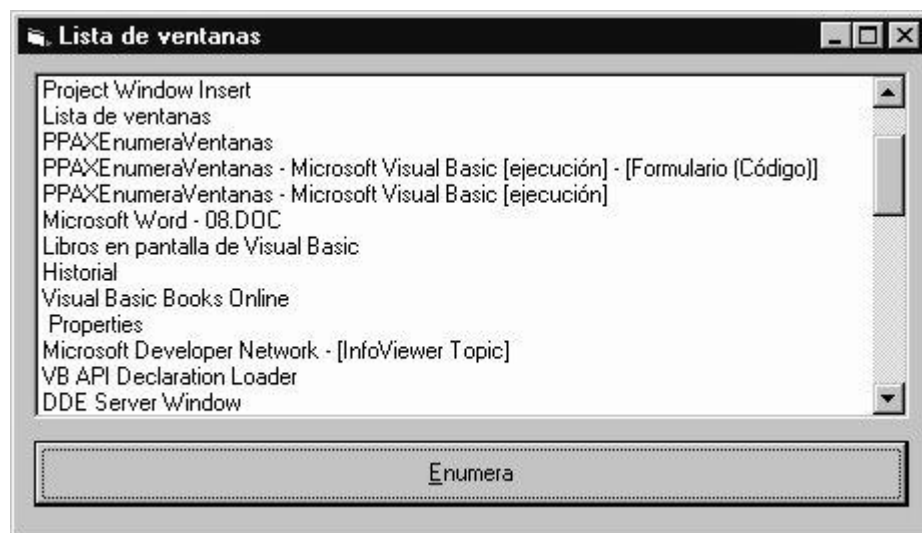 Lista de ventanas
Project Window Insert
Lista de ventanas
PPAXEnumeraVentanas
PPAXEnumeraVentanas - Microsoft Visual Basic [ejecución] - [Formulario (Código)]
PPAXEnumeraVentanas - Microsoft Visual Basic [ejecución]
Microsoft Word - 08.DOC
Libros en pantalla de Visual Basic
Historial
Visual Basic Books Online
Properties
Microsoft Developer Network - [InfoViewer Topic]
VB API Declaration Loader
DDE Server Window
Enumera